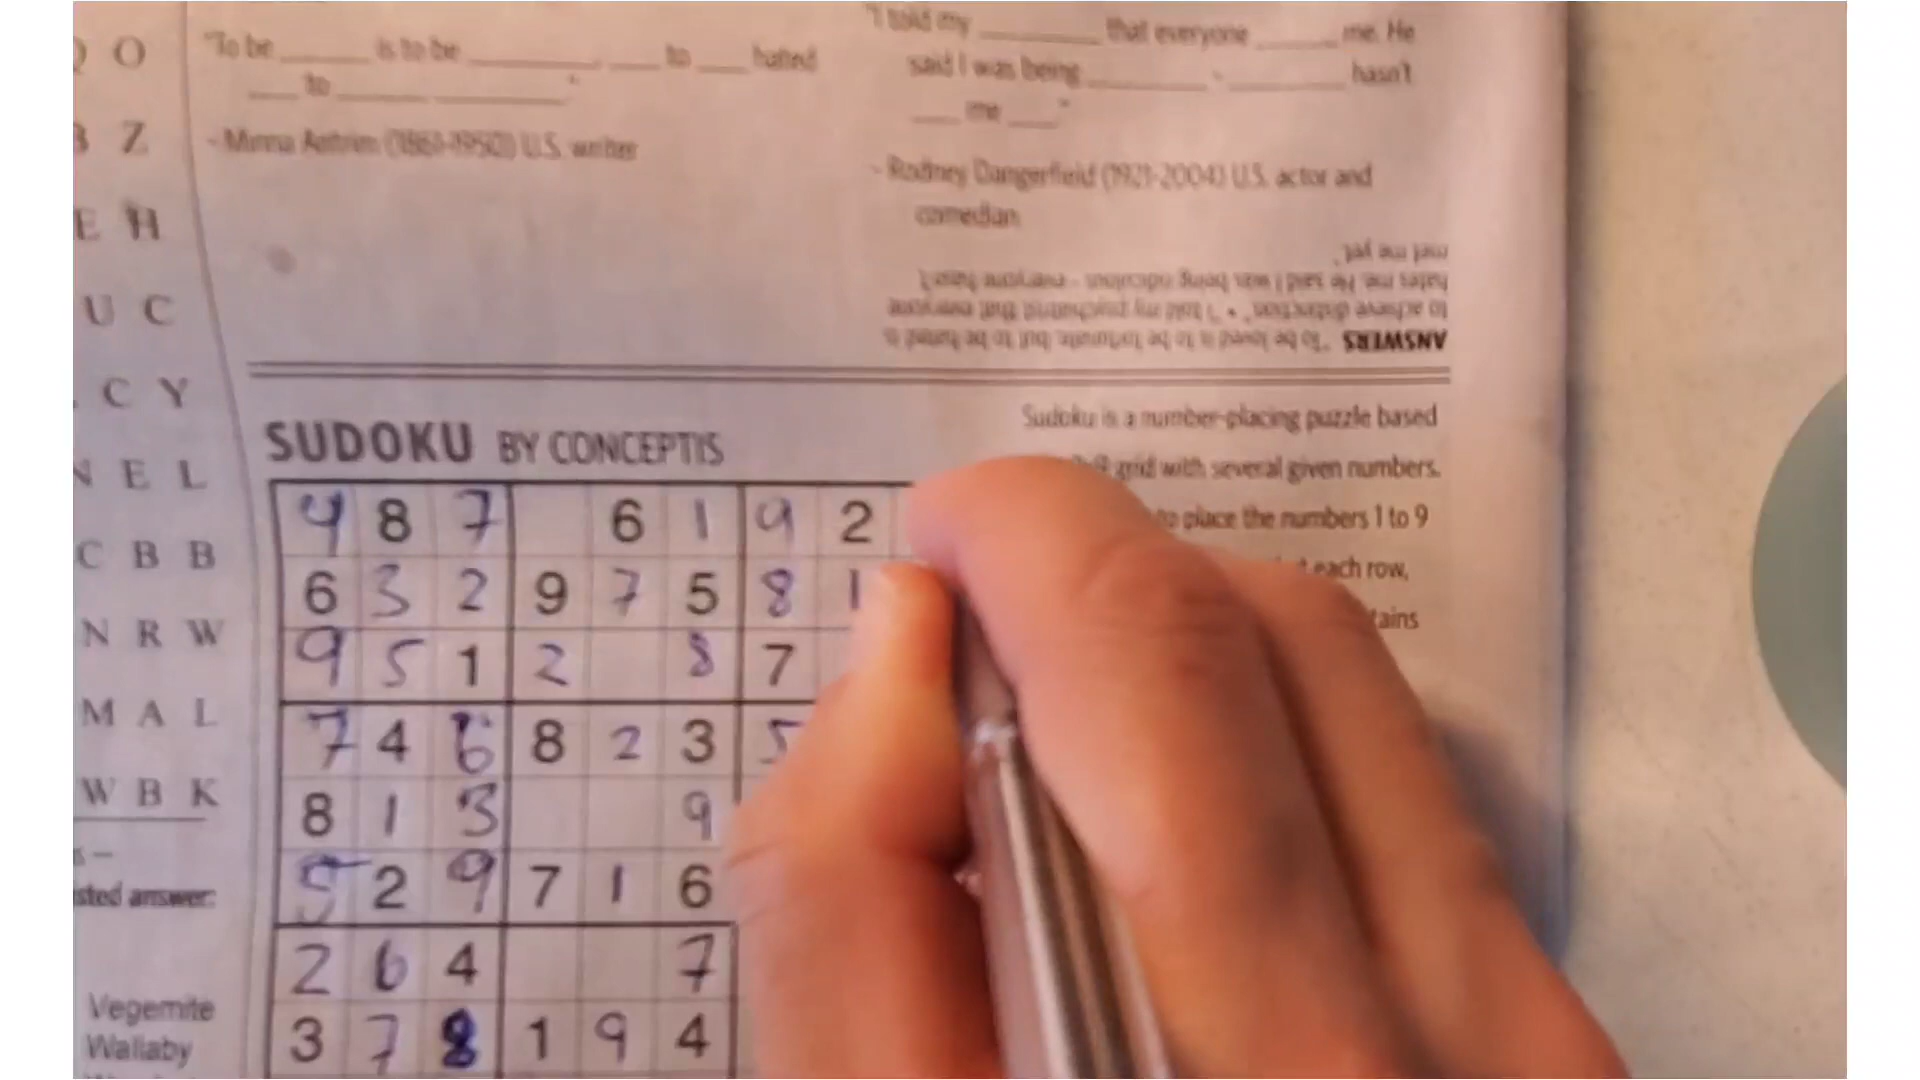 O
Z
E H
U C
C Y
E L
C B B
N R W
M A L
W B K
answer:
Vegemite
Wallaby
"To be ______ is to be ______, ___ to ___ hated
___ to ______ ______."
- Minna Antrim (1861-1950) U.S. writer
"I told my ______ that everyone ______ me. He
said I was being ______ - ______ hasn't
___ me ___."
- Rodney Dangerfield (1921-2004) U.S. actor and
comedian
ANSWERS "To be loved is to be fortunate, but to be hated is
to achieve distinction." • "I told my psychiatrist that everyone
hates me. He said I was being ridiculous - everyone hasn't
met me yet."
SUDOKU BY CONCEPTIS
Sudoku is a number-placing puzzle based
grid with several given numbers.
to place the numbers 1 to 9
each row,
4 8 7 6 1 9 2
6 3 2 9 7 5 8 1
9 5 1 2 8 7
7 4 6 8 2 3 5
8 1 3 9
5 2 9 7 1 6
2 6 4 7
3 7 8 1 9 4